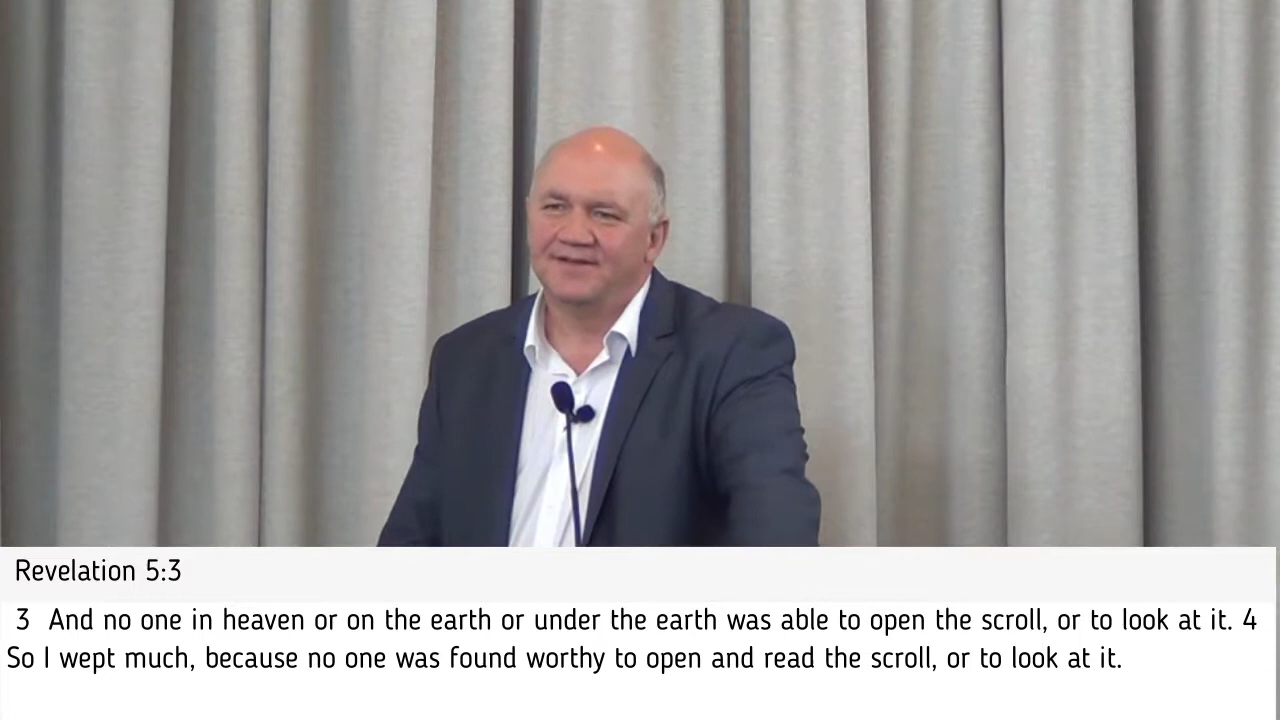 Revelation 5:3
3 And no one in heaven or on the earth or under the earth was able to open the scroll, or to look at it. 4
So I wept much, because no one was found worthy to open and read the scroll, or to look at it.